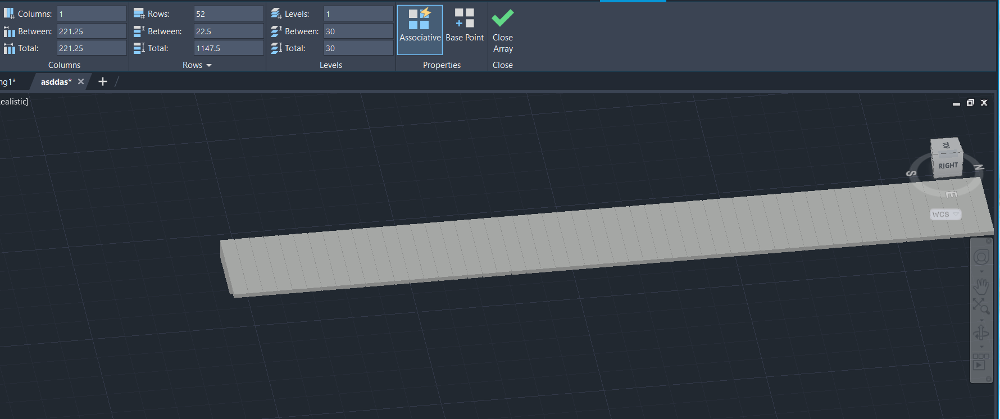 Columns: 1
Between: 221.25
Total: 221.25
Columns
Rows: 52
Between: 22.5
Total: 1147.5
Rows
Levels: 1
Between: 30
Total: 30
Levels
Associative
Base Point
Properties
Close
Array
Close
ng1*
asddas*
ealistic]
TOP
RIGHT
S
N
E
WCS